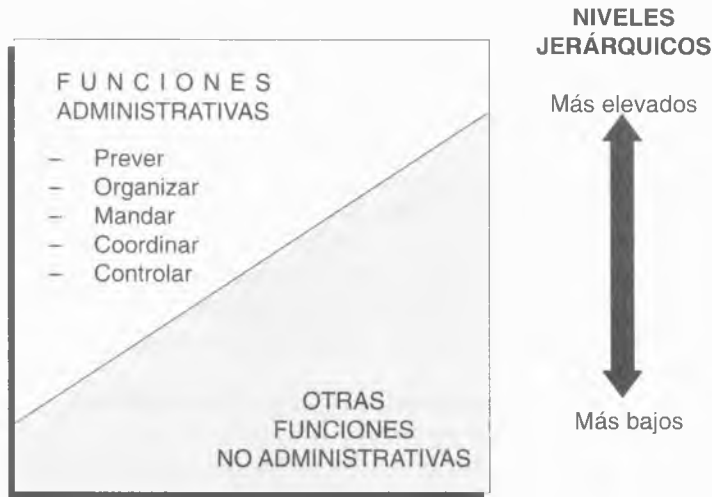 FUNCIONES
ADMINISTRATIVAS
– Prever
– Organizar
– Mandar
– Coordinar
– Controlar
OTRAS
FUNCIONES
NO ADMINISTRATIVAS
NIVELES
JERÁRQUICOS
Más elevados
Más bajos